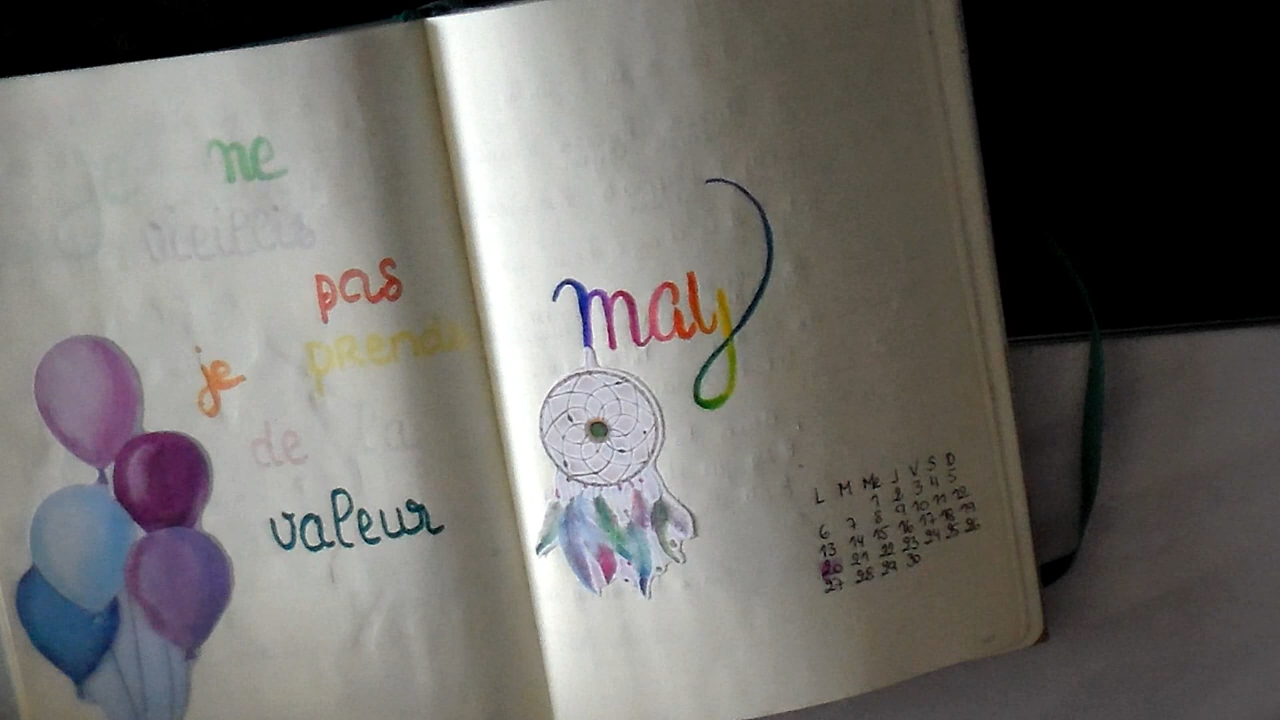 Je ne
vieillis
pas
je prends
de la
valeur
may
L M Me J V S D
1 2 3 4 5
6 7 8 9 10 11 12
13 14 15 16 17 18 19
20 21 22 23 24 25 26
27 28 29 30